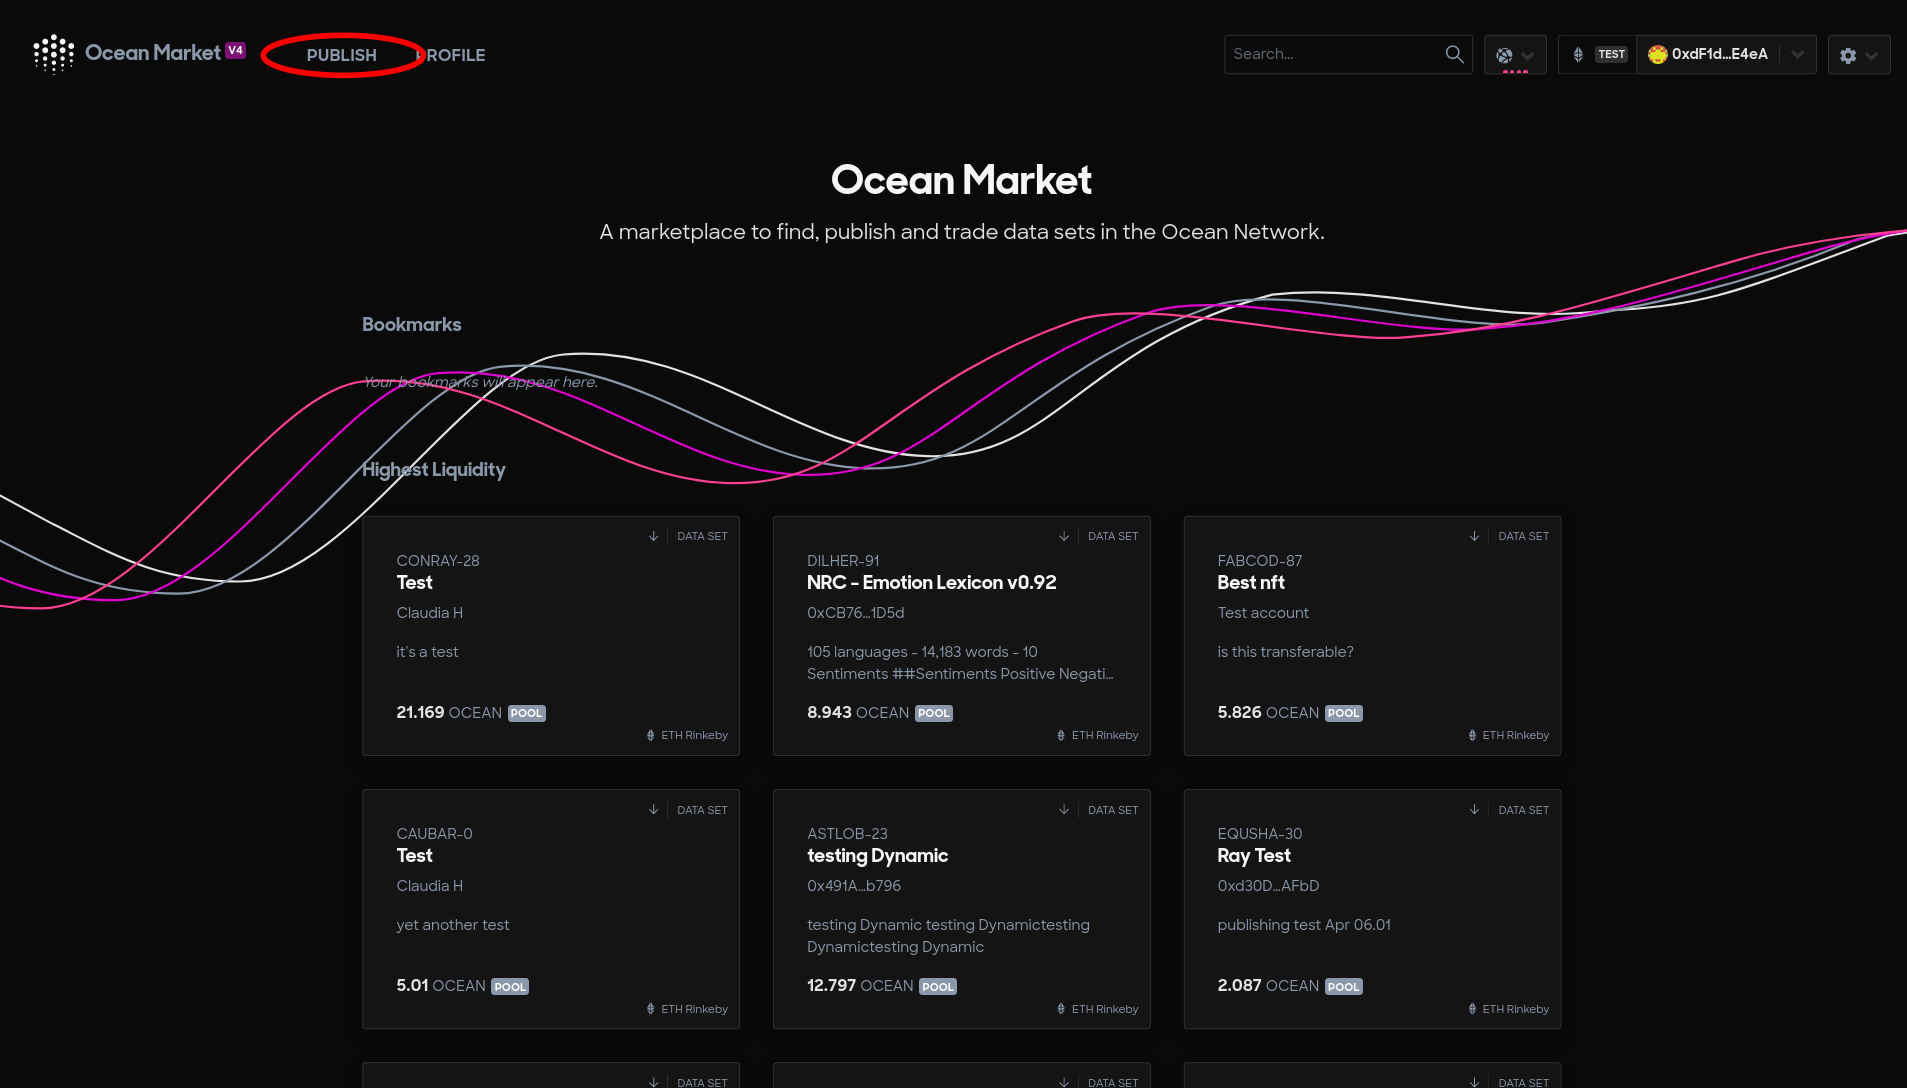 Ocean Market V4
PUBLISH
PROFILE
Search...
TEST
0xdF1d...E4eA
Ocean Market
A marketplace to find, publish and trade data sets in the Ocean Network.
Bookmarks
Your bookmarks will appear here.
Highest Liquidity
DATA SET
CONRAY-28
Test
Claudia H
it's a test
21.169 OCEAN POOL
ETH Rinkeby
DATA SET
DILHER-91
NRC - Emotion Lexicon v0.92
0xCB76...1D5d
105 languages - 14,183 words - 10
Sentiments ##Sentiments Positive Negati...
8.943 OCEAN POOL
ETH Rinkeby
DATA SET
FABCOD-87
Best nft
Test account
is this transferable?
5.826 OCEAN POOL
ETH Rinkeby
DATA SET
CAUBAR-0
Test
Claudia H
yet another test
5.01 OCEAN POOL
ETH Rinkeby
DATA SET
ASTLOB-23
testing Dynamic
0x491A...b796
testing Dynamic testing Dynamictesting
Dynamictesting Dynamic
12.797 OCEAN POOL
ETH Rinkeby
DATA SET
EQUSHA-30
Ray Test
0xd30D...AFbD
publishing test Apr 06.01
2.087 OCEAN POOL
ETH Rinkeby
DATA SET
DATA SET
DATA SET